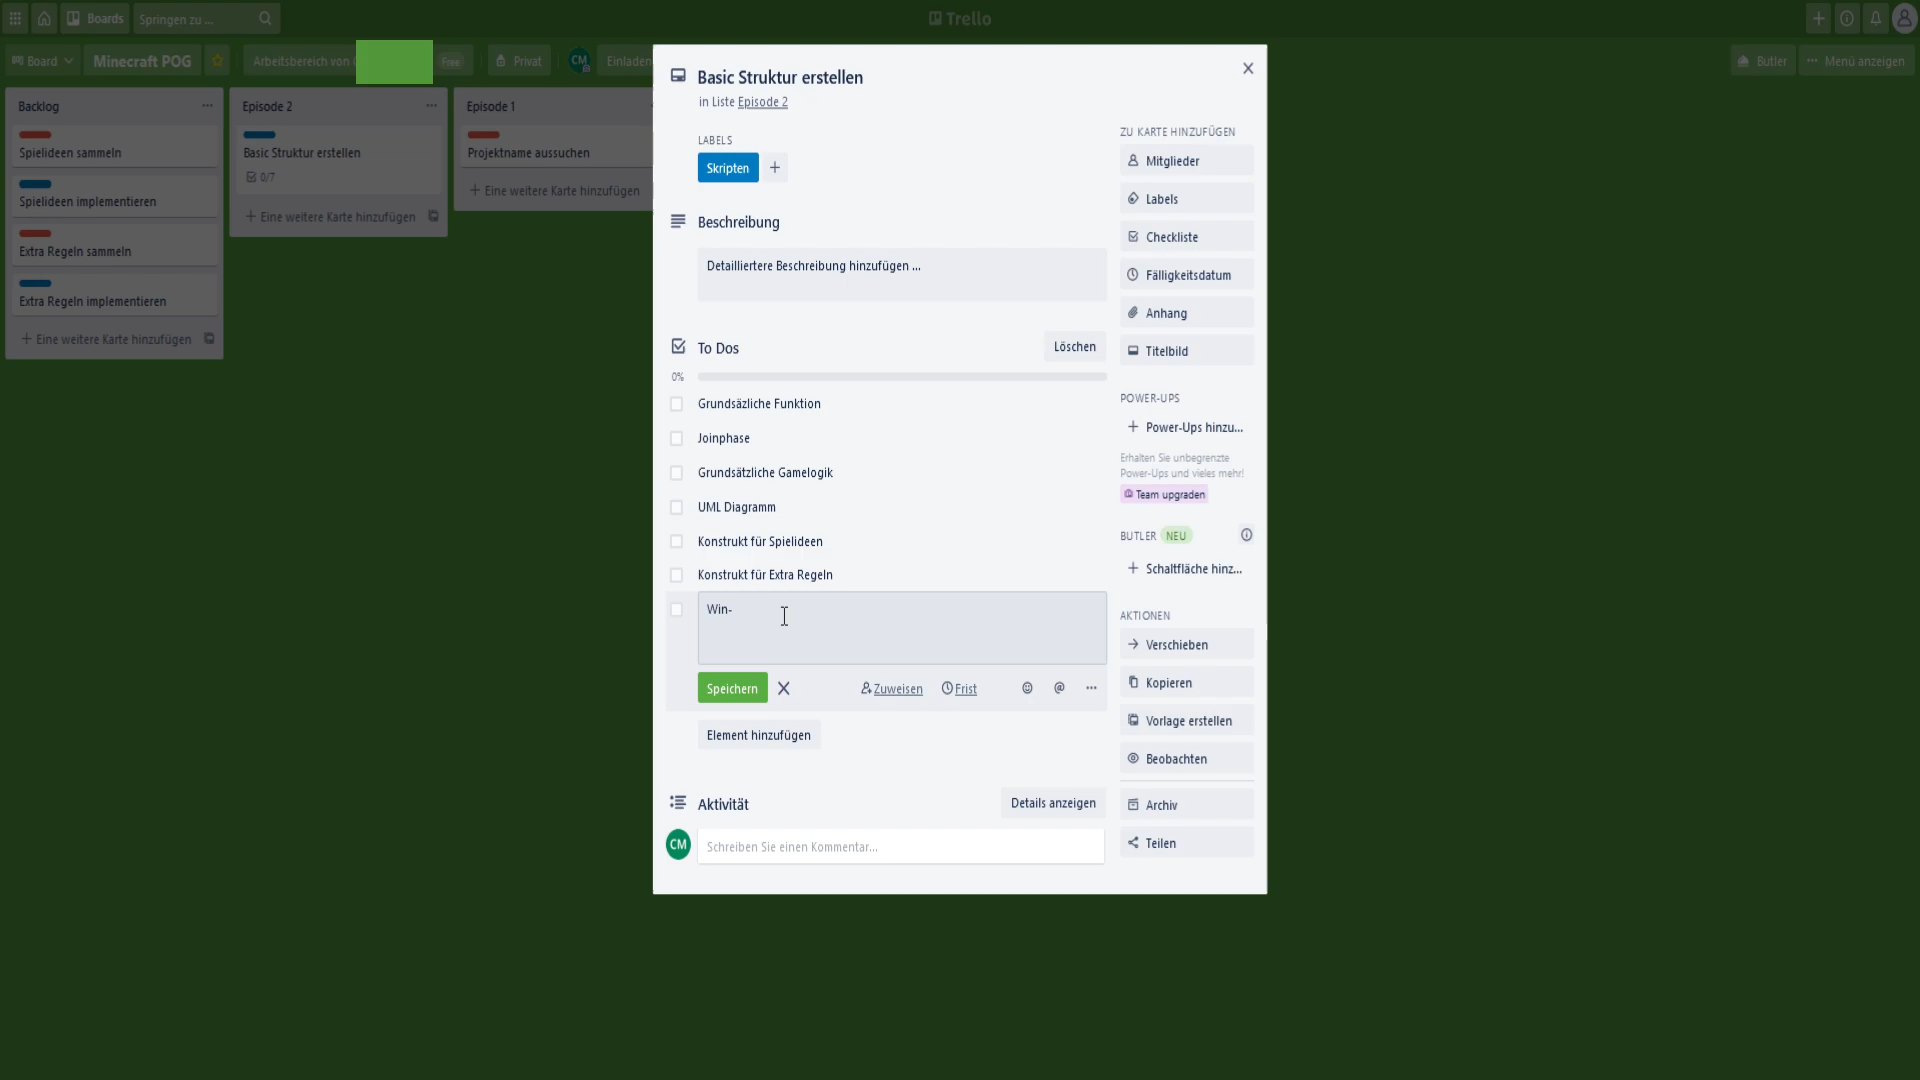 Boards
Springen zu ...
Trello
Board
Minecraft POG
Arbeitsbereich von
Free
Privat
CM
Einladen
Butler
Menü anzeigen
Backlog
Spielideen sammeln
Spielideen implementieren
Extra Regeln sammeln
Extra Regeln implementieren
+ Eine weitere Karte hinzufügen
Episode 2
Basic Struktur erstellen
0/7
+ Eine weitere Karte hinzufügen
Episode 1
Projektname aussuchen
+ Eine weitere Karte hinzufügen
Basic Struktur erstellen
in Liste Episode 2
LABELS
Skripten
Beschreibung
Detailliertere Beschreibung hinzufügen ...
To Dos
Löschen
0%
Grundsäzliche Funktion
Joinphase
Grundsätzliche Gamelogik
UML Diagramm
Konstrukt für Spielideen
Konstrukt für Extra Regeln
Win-
Speichern
Zuweisen
Frist
@
Element hinzufügen
Aktivität
Details anzeigen
CM
Schreiben Sie einen Kommentar...
ZU KARTE HINZUFÜGEN
Mitglieder
Labels
Checkliste
Fälligkeitsdatum
Anhang
Titelbild
POWER-UPS
+ Power-Ups hinzu...
Erhalten Sie unbegrenzte
Power-Ups und vieles mehr!
Team upgraden
BUTLER NEU
+ Schaltfläche hinz...
AKTIONEN
Verschieben
Kopieren
Vorlage erstellen
Beobachten
Archiv
Teilen